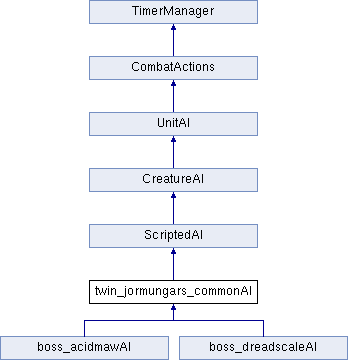 TimerManager
CombatActions
UnitAI
CreatureAI
ScriptedAI
twin_jormungars_commonAI
boss_acidmawAI
boss_dreadscaleAI